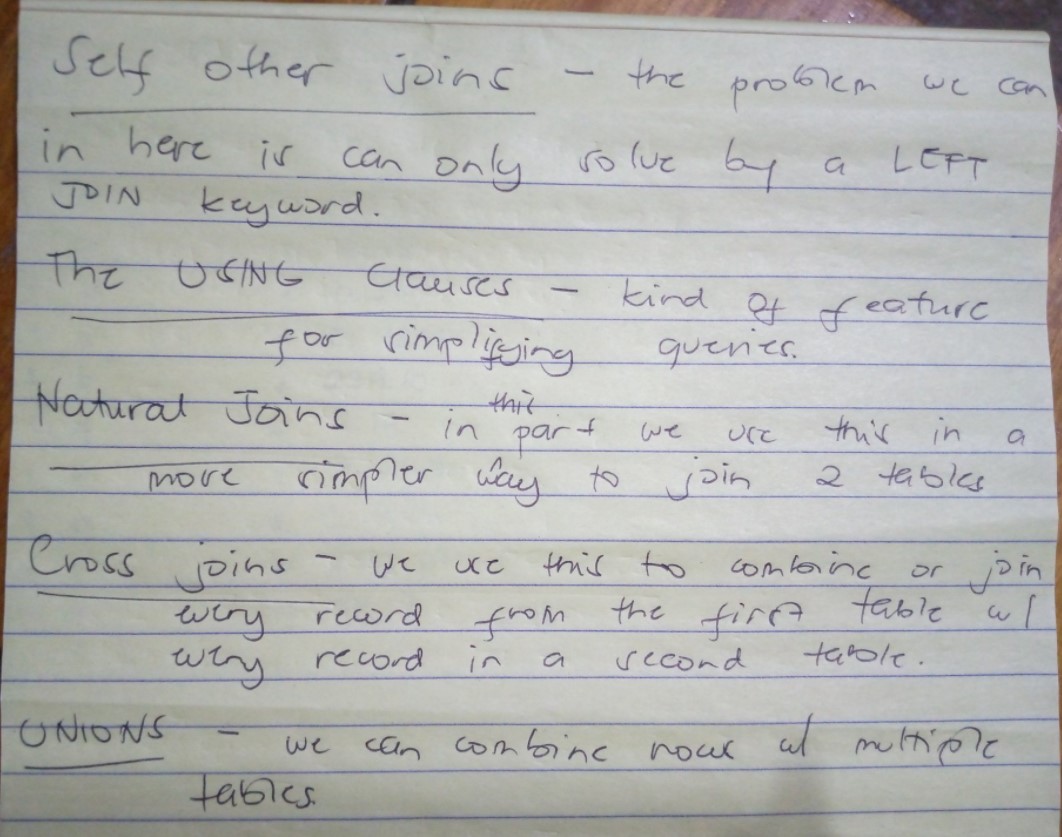 Self other joins - the problem we can
in here is can only solve by a LEFT
JOIN keyword.
The USING Clauses - kind of feature
for simplifying queries.
Natural Joins - in this part we use this in a
more simpler way to join 2 tables
Cross joins - we use this to combine or join
every record from the first table w/
every record in a second table.
UNIONS - we can combine rows w/ multiple
tables.